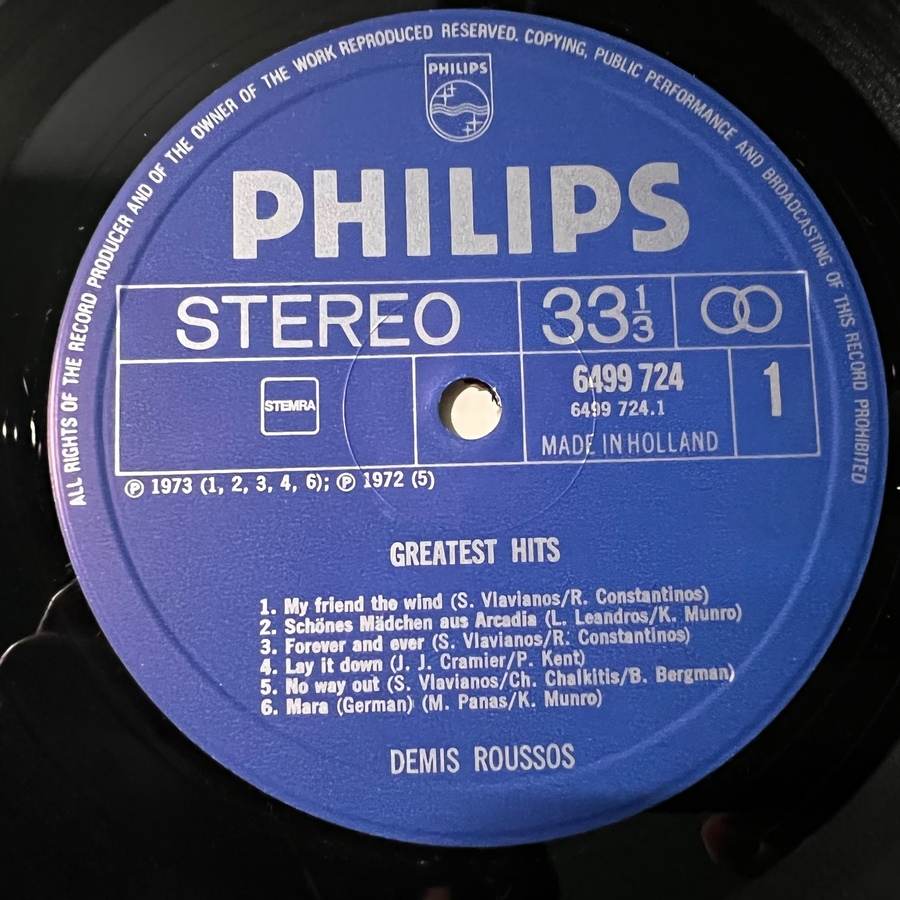 ALL RIGHTS OF THE RECORD PRODUCER AND OF THE OWNER OF THE WORK REPRODUCED RESERVED. COPYING, PUBLIC PERFORMANCE AND BROADCASTING OF THIS RECORD PROHIBITED
PHILIPS
PHILIPS
STEREO 33 1/3
STEMRA 6499 724 1
6499 724.1
MADE IN HOLLAND
℗ 1973 (1, 2, 3, 4, 6); ℗ 1972 (5)
GREATEST HITS
1. My friend the wind (S. Vlavianos/R. Constantinos)
2. Schönes Mädchen aus Arcadia (L. Leandros/K. Munro)
3. Forever and ever (S. Vlavianos/R. Constantinos)
4. Lay it down (J. J. Cramier/P. Kent)
5. No way out (S. Vlavianos/Ch. Chalkitis/B. Bergman)
6. Mara (German) (M. Panas/K. Munro)
DEMIS ROUSSOS